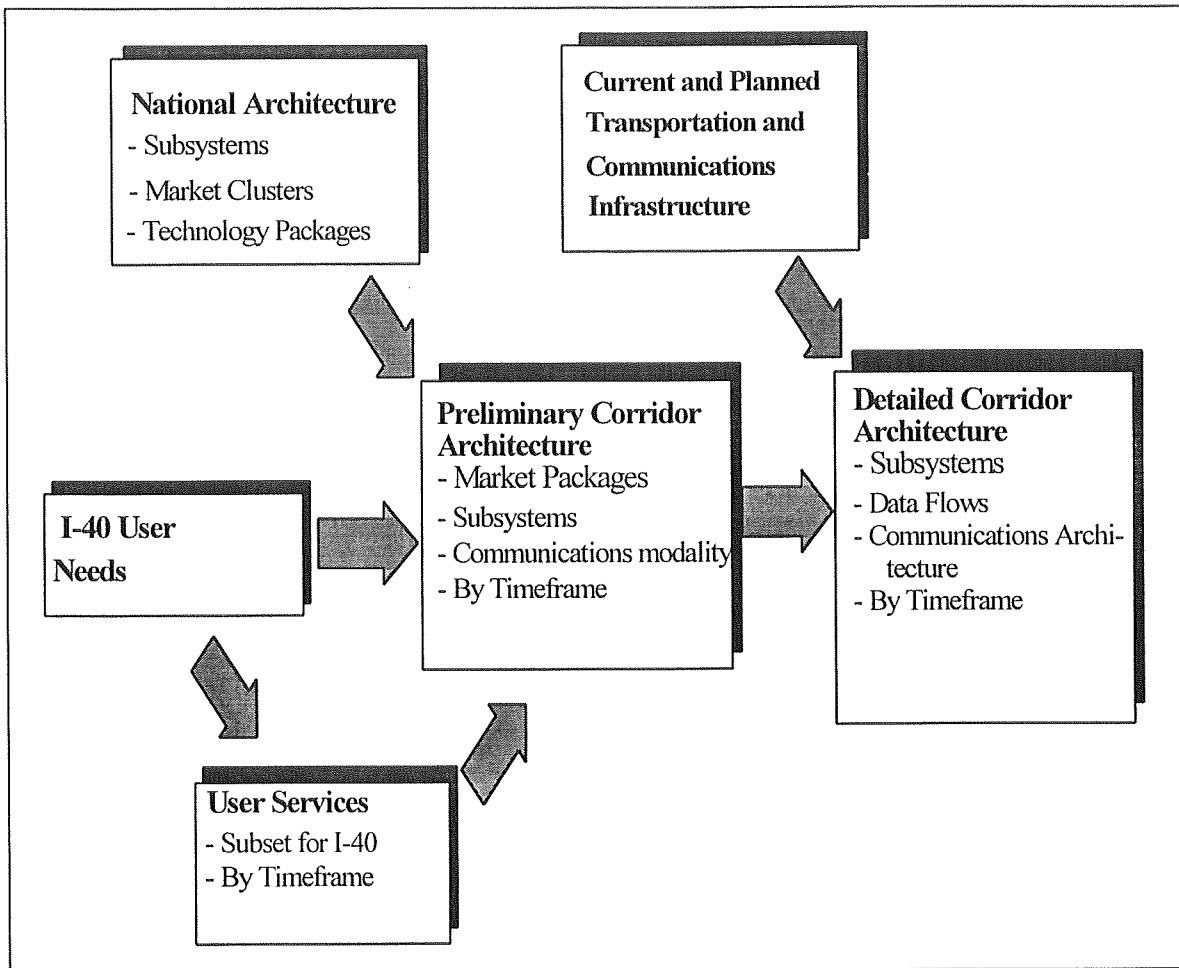 National Architecture
- Subsystems
- Market Clusters
- Technology Packages
Current and Planned
Transportation and
Communications
Infrastructure
I-40 User
Needs
Preliminary Corridor
Architecture
- Market Packages
- Subsystems
- Communications modality
- By Timeframe
Detailed Corridor
Architecture
- Subsystems
- Data Flows
- Communications Archi-
tecture
- By Timeframe
User Services
- Subset for I-40
- By Timeframe